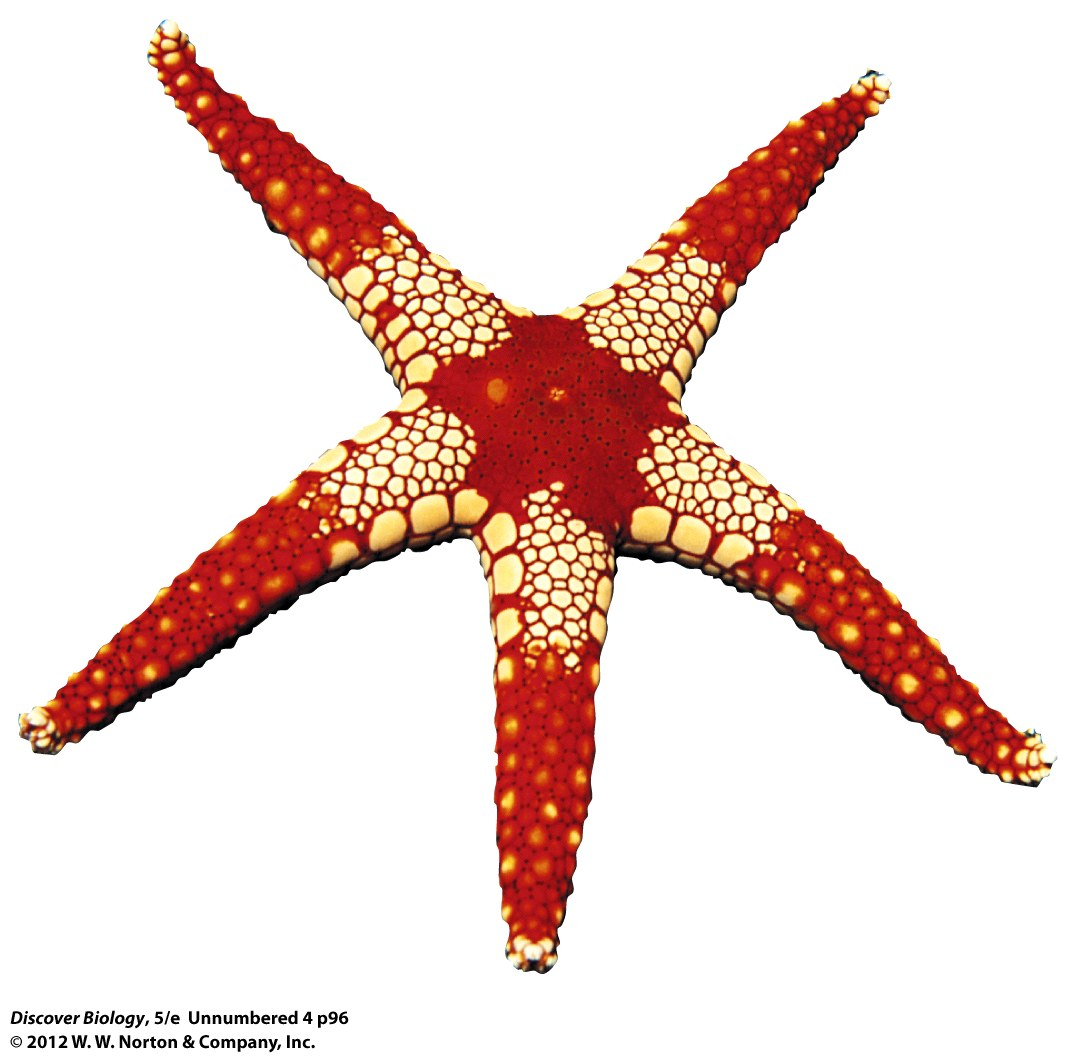 Discover Biology, 5/e Unnumbered 4 p96
© 2012 W. W. Norton & Company, Inc.